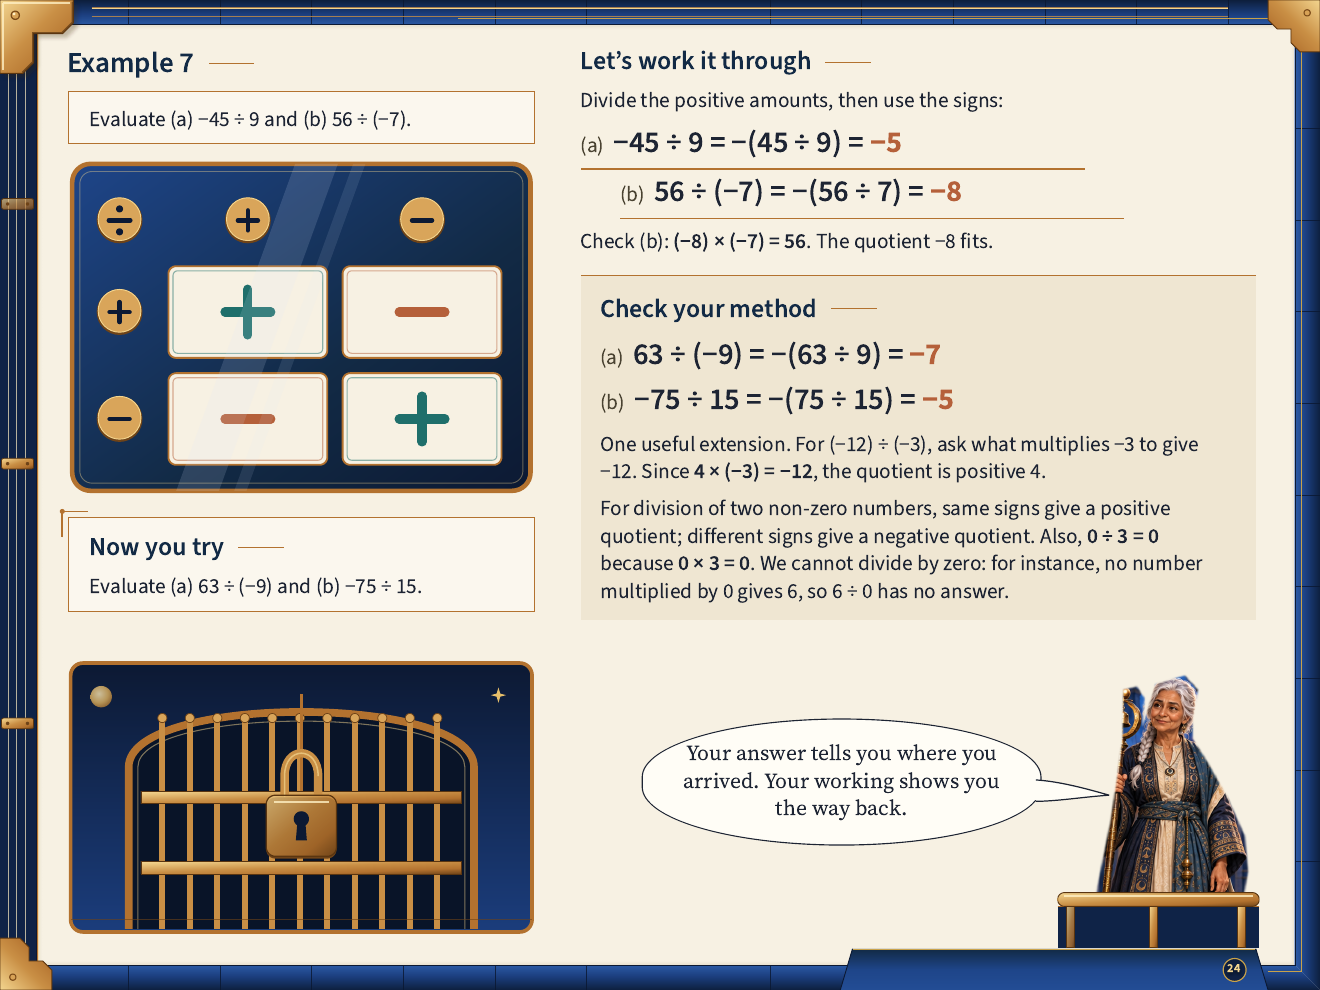 Example 7
Evaluate (a) −45 ÷ 9 and (b) 56 ÷ (−7).
÷ + −
+ + −
− − +
Now you try
Evaluate (a) 63 ÷ (−9) and (b) −75 ÷ 15.
Let’s work it through
Divide the positive amounts, then use the signs:
(a) −45 ÷ 9 = −(45 ÷ 9) = −5
(b) 56 ÷ (−7) = −(56 ÷ 7) = −8
Check (b): (−8) × (−7) = 56. The quotient −8 fits.
Check your method
(a) 63 ÷ (−9) = −(63 ÷ 9) = −7
(b) −75 ÷ 15 = −(75 ÷ 15) = −5
One useful extension. For (−12) ÷ (−3), ask what multiplies −3 to give
−12. Since 4 × (−3) = −12, the quotient is positive 4.
For division of two non-zero numbers, same signs give a positive
quotient; different signs give a negative quotient. Also, 0 ÷ 3 = 0
because 0 × 3 = 0. We cannot divide by zero: for instance, no number
multiplied by 0 gives 6, so 6 ÷ 0 has no answer.
Your answer tells you where you
arrived. Your working shows you
the way back.
24